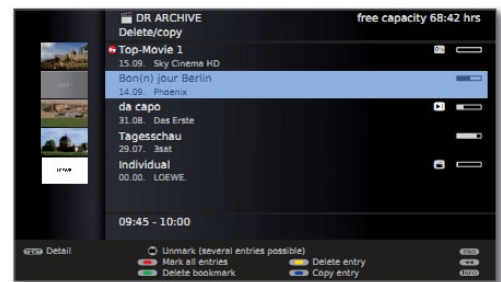 DR ARCHIVE free capacity 68:42 hrs
Delete/copy
Top-Movie 1
15.09. Sky Cinema HD
Bon(n) jour Berlin
14.09. Phoenix
da capo
31.08. Das Erste
Tagesschau
29.07. 3sat
Individual
00.00. LOEWE.
09:45 - 10:00
Detail Unmark (several entries possible)
Mark all entries Delete entry
Delete bookmark Copy entry